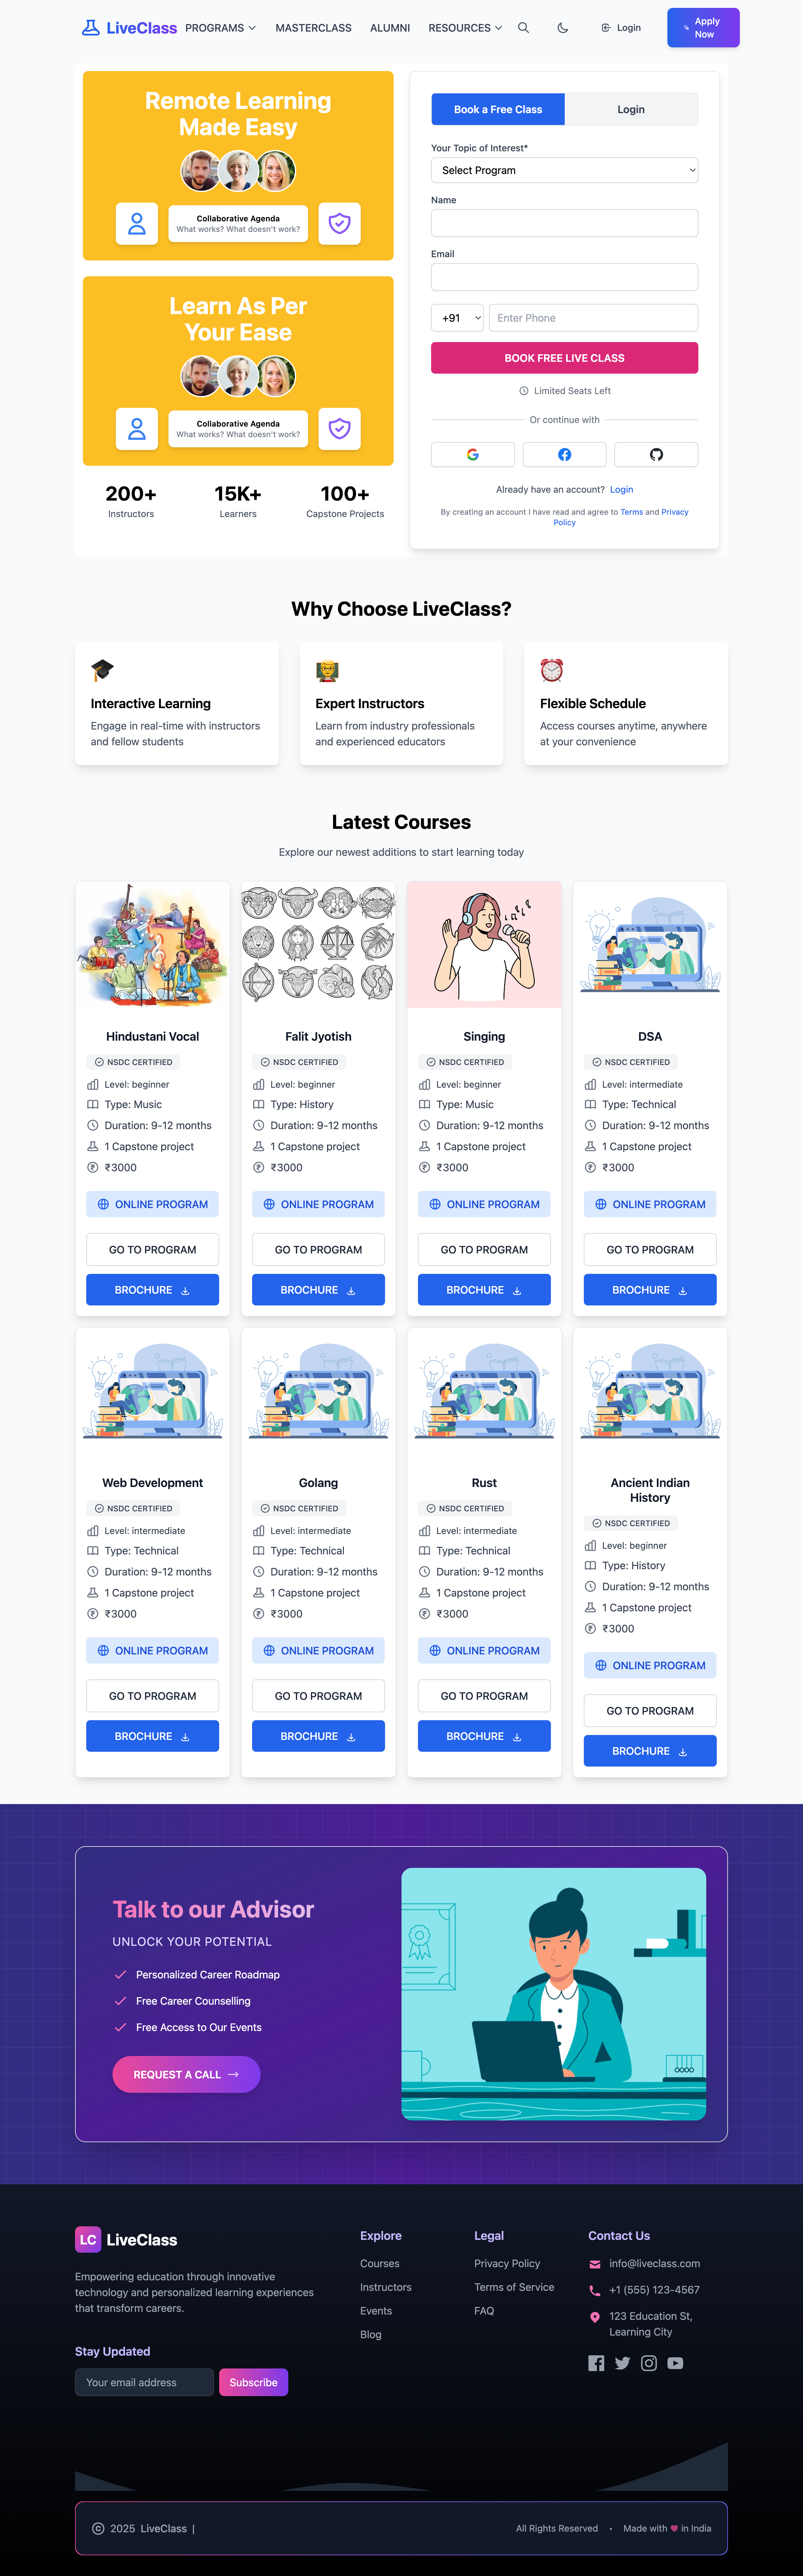 LiveClass
PROGRAMS
MASTERCLASS
ALUMNI
RESOURCES
Login
Apply
Now
Remote Learning
Made Easy
Collaborative Agenda
What works? What doesn't work?
Learn As Per
Your Ease
Collaborative Agenda
What works? What doesn't work?
200+
Instructors
15K+
Learners
100+
Capstone Projects
Book a Free Class
Login
Your Topic of Interest*
Select Program
Name
Email
+91
Enter Phone
BOOK FREE LIVE CLASS
Limited Seats Left
Or continue with
Already have an account? Login
By creating an account I have read and agree to Terms and Privacy
Policy
Why Choose LiveClass?
Interactive Learning
Engage in real-time with instructors
and fellow students
Expert Instructors
Learn from industry professionals
and experienced educators
Flexible Schedule
Access courses anytime, anywhere
at your convenience
Latest Courses
Explore our newest additions to start learning today
Hindustani Vocal
NSDC CERTIFIED
Level: beginner
Type: Music
Duration: 9-12 months
1 Capstone project
₹3000
ONLINE PROGRAM
GO TO PROGRAM
BROCHURE
Falit Jyotish
NSDC CERTIFIED
Level: beginner
Type: History
Duration: 9-12 months
1 Capstone project
₹3000
ONLINE PROGRAM
GO TO PROGRAM
BROCHURE
Singing
NSDC CERTIFIED
Level: beginner
Type: Music
Duration: 9-12 months
1 Capstone project
₹3000
ONLINE PROGRAM
GO TO PROGRAM
BROCHURE
DSA
NSDC CERTIFIED
Level: intermediate
Type: Technical
Duration: 9-12 months
1 Capstone project
₹3000
ONLINE PROGRAM
GO TO PROGRAM
BROCHURE
Web Development
NSDC CERTIFIED
Level: intermediate
Type: Technical
Duration: 9-12 months
1 Capstone project
₹3000
ONLINE PROGRAM
GO TO PROGRAM
BROCHURE
Golang
NSDC CERTIFIED
Level: intermediate
Type: Technical
Duration: 9-12 months
1 Capstone project
₹3000
ONLINE PROGRAM
GO TO PROGRAM
BROCHURE
Rust
NSDC CERTIFIED
Level: intermediate
Type: Technical
Duration: 9-12 months
1 Capstone project
₹3000
ONLINE PROGRAM
GO TO PROGRAM
BROCHURE
Ancient Indian
History
NSDC CERTIFIED
Level: beginner
Type: History
Duration: 9-12 months
1 Capstone project
₹3000
ONLINE PROGRAM
GO TO PROGRAM
BROCHURE
Talk to our Advisor
UNLOCK YOUR POTENTIAL
Personalized Career Roadmap
Free Career Counselling
Free Access to Our Events
REQUEST A CALL
LC LiveClass
Empowering education through innovative
technology and personalized learning experiences
that transform careers.
Stay Updated
Your email address
Subscribe
Explore
Courses
Instructors
Events
Blog
Legal
Privacy Policy
Terms of Service
FAQ
Contact Us
info@liveclass.com
+1 (555) 123-4567
123 Education St,
Learning City
© 2025 LiveClass |
All Rights Reserved • Made with ❤ in India